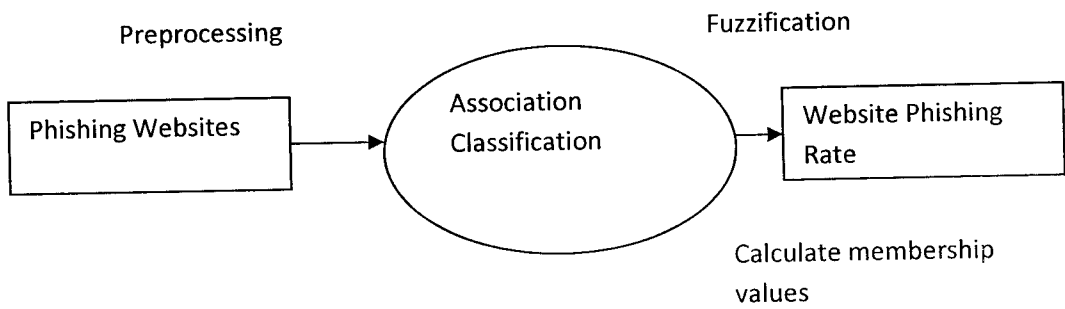 Preprocessing
Fuzzification
Phishing Websites
Association
Classification
Website Phishing
Rate
Calculate membership
values